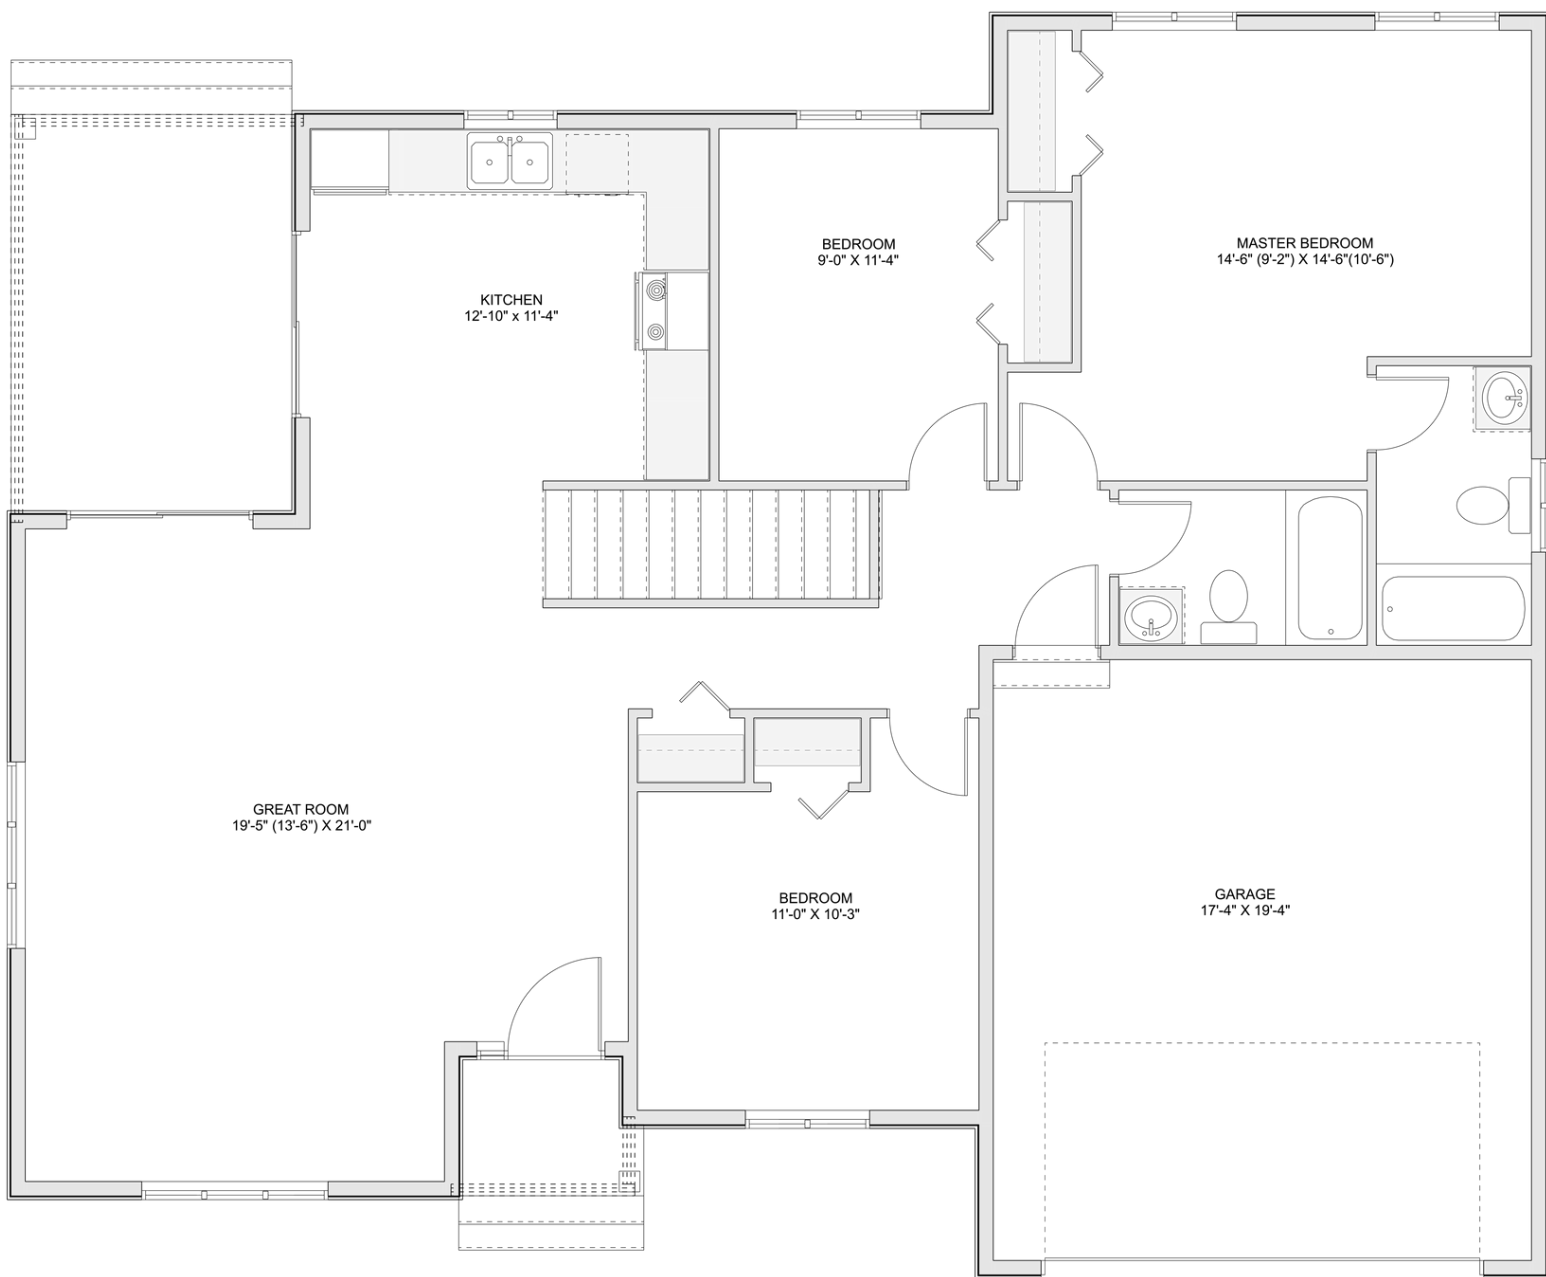 BEDROOM
9'-0" X 11'-4"
MASTER BEDROOM
14'-6" (9'-2") X 14'-6"(10'-6")
KITCHEN
12'-10" x 11'-4"
GREAT ROOM
19'-5" (13'-6") X 21'-0"
BEDROOM
11'-0" X 10'-3"
GARAGE
17'-4" X 19'-4"